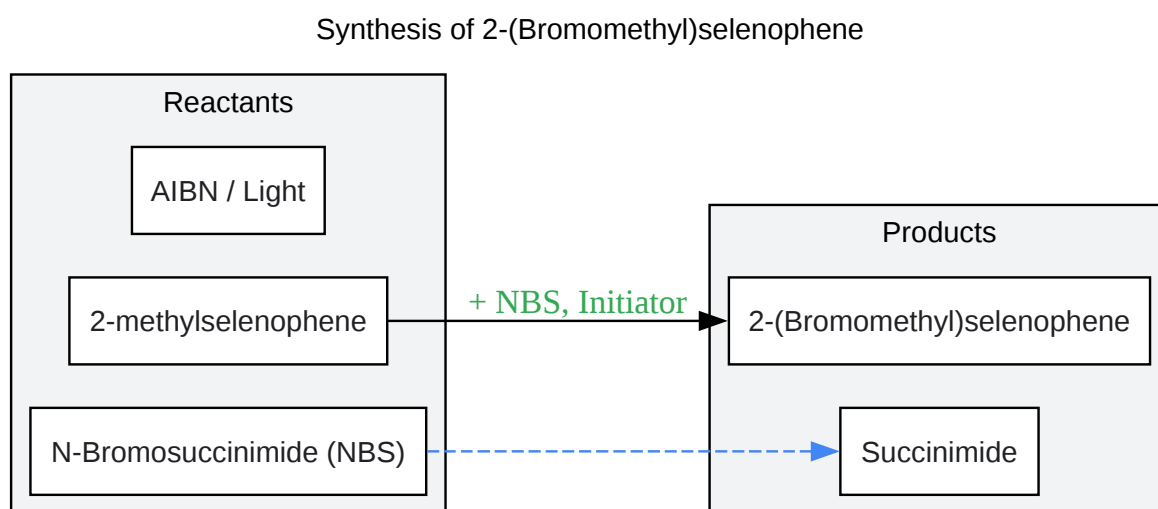 Synthesis of 2-(Bromomethyl)selenophene
Reactants
AIBN / Light
2-methylselenophene
N-Bromosuccinimide (NBS)
+ NBS, Initiator
Products
2-(Bromomethyl)selenophene
Succinimide